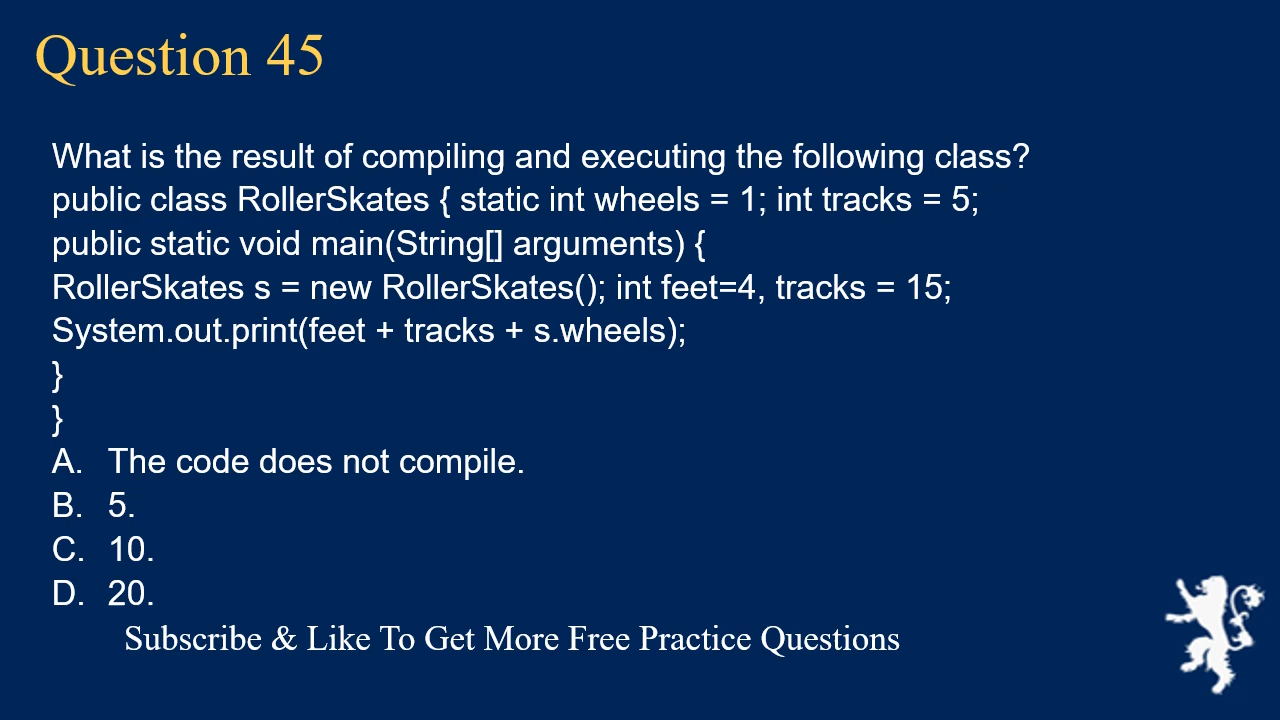 Question 45
What is the result of compiling and executing the following class?
public class RollerSkates { static int wheels = 1; int tracks = 5;
public static void main(String[] arguments) {
RollerSkates s = new RollerSkates(); int feet=4, tracks = 15;
System.out.print(feet + tracks + s.wheels);
}
}
A. The code does not compile.
B. 5.
C. 10.
D. 20.
Subscribe & Like To Get More Free Practice Questions